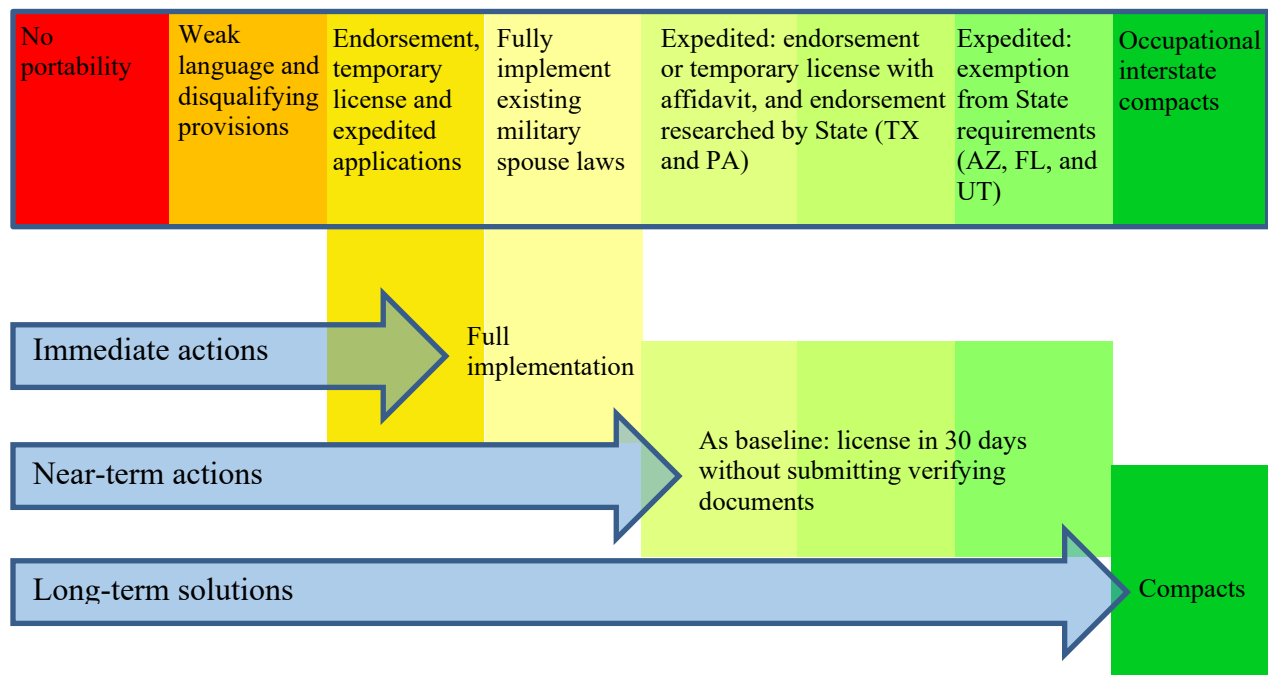 No
portability
Weak
language and
disqualifying
provisions
Endorsement,
temporary
license and
expedited
applications
Fully
implement
existing
military
spouse laws
Expedited: endorsement
or temporary license with
affidavit, and endorsement
researched by State (TX
and PA)
Expedited:
exemption
from State
requirements
(AZ, FL, and
UT)
Occupational
interstate
compacts
Immediate actions
Full
implementation
Near-term actions
As baseline: license in 30 days
without submitting verifying
documents
Long-term solutions
Compacts